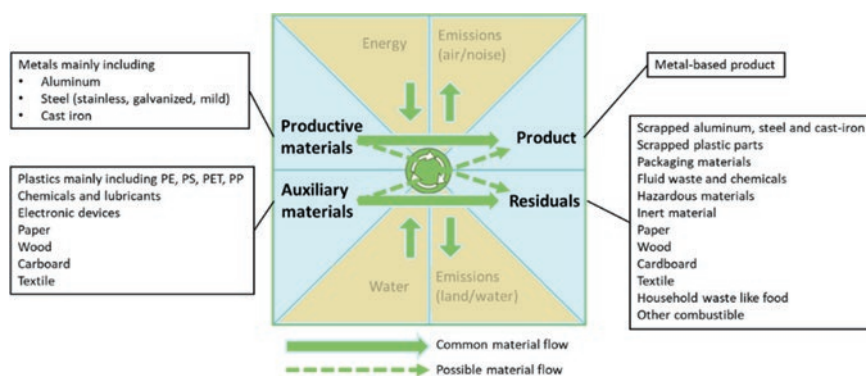 Metals mainly including
• Aluminum
• Steel (stainless, galvanized, mild)
• Cast iron
Plastics mainly including PE, PS, PET, PP
Chemicals and lubricants
Electronic devices
Paper
Wood
Carboard
Textile
Energy
Emissions
(air/noise)
Productive
materials
Product
Auxiliary
materials
Residuals
Water
Emissions
(land/water)
Metal-based product
Scrapped aluminum, steel and cast-iron
Scrapped plastic parts
Packaging materials
Fluid waste and chemicals
Hazardous materials
Inert material
Paper
Wood
Cardboard
Textile
Household waste like food
Other combustible
Common material flow
Possible material flow